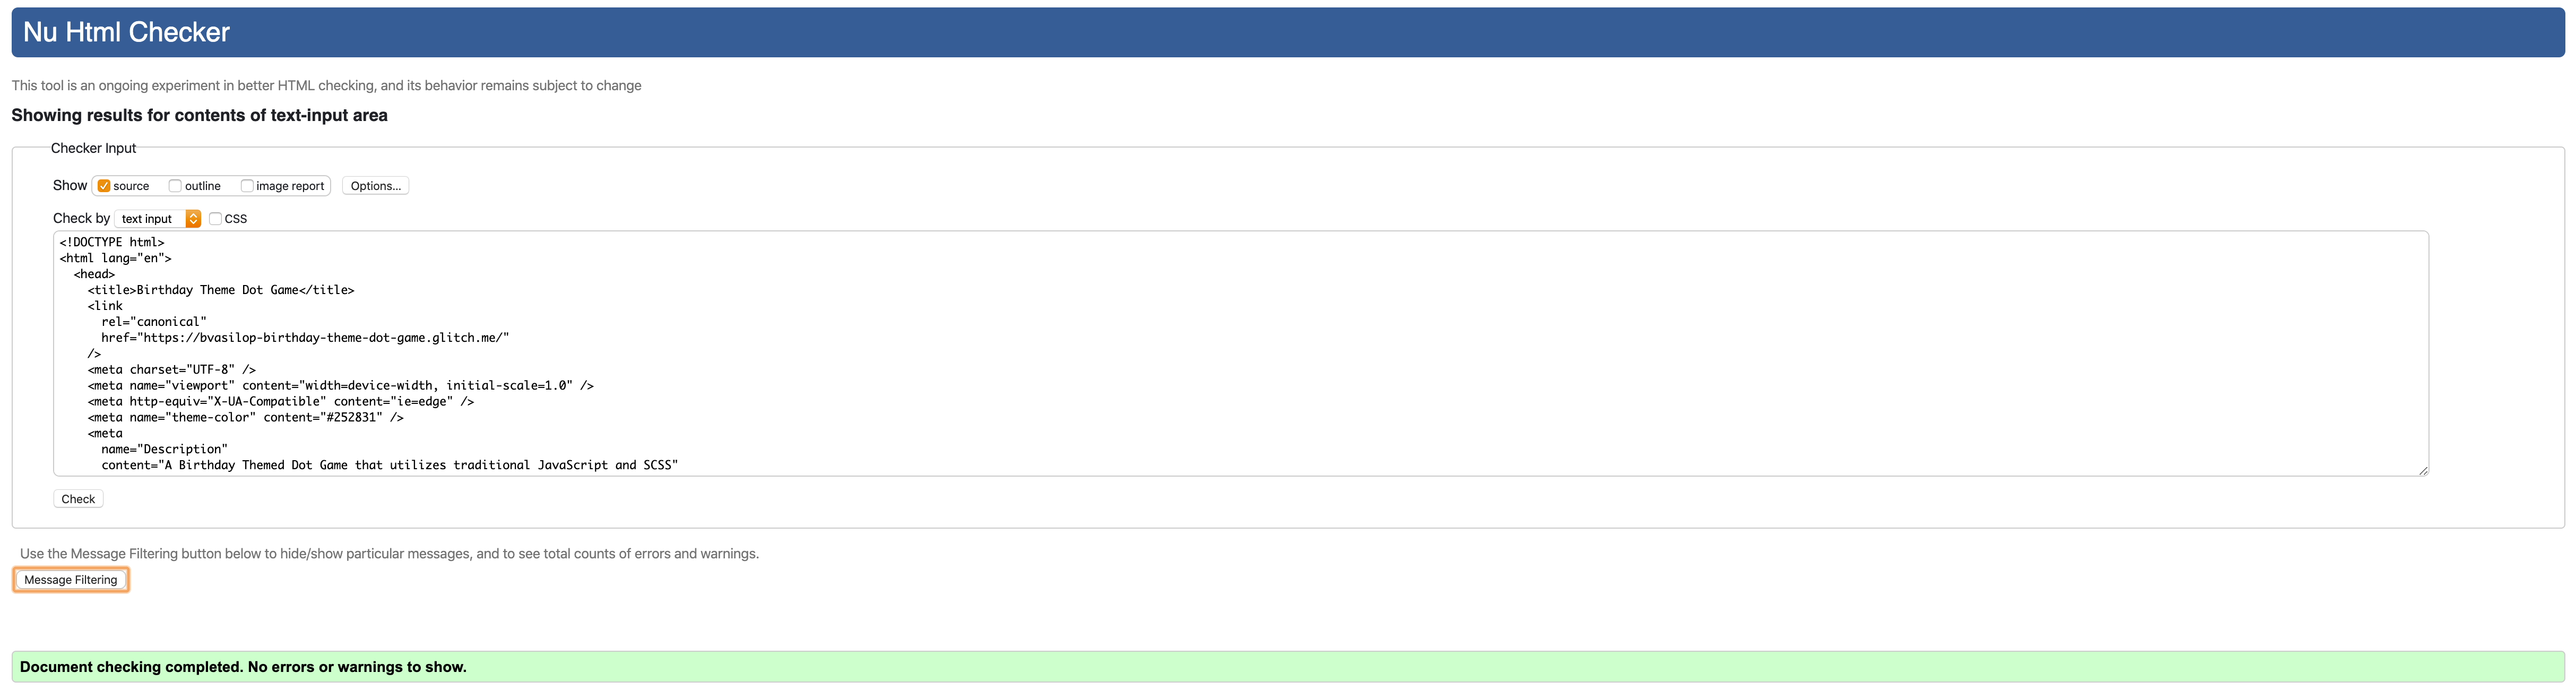 Nu Html Checker
This tool is an ongoing experiment in better HTML checking, and its behavior remains subject to change
Showing results for contents of text-input area
Checker Input
Show source outline image report Options...
Check by text input CSS
<!DOCTYPE html>
<html lang="en">
  <head>
    <title>Birthday Theme Dot Game</title>
    <link
      rel="canonical"
      href="https://bvasilop-birthday-theme-dot-game.glitch.me/"
    />
    <meta charset="UTF-8" />
    <meta name="viewport" content="width=device-width, initial-scale=1.0" />
    <meta http-equiv="X-UA-Compatible" content="ie=edge" />
    <meta name="theme-color" content="#252831" />
    <meta
      name="Description"
      content="A Birthday Themed Dot Game that utilizes traditional JavaScript and SCSS"
Check
Use the Message Filtering button below to hide/show particular messages, and to see total counts of errors and warnings.
Message Filtering
Document checking completed. No errors or warnings to show.